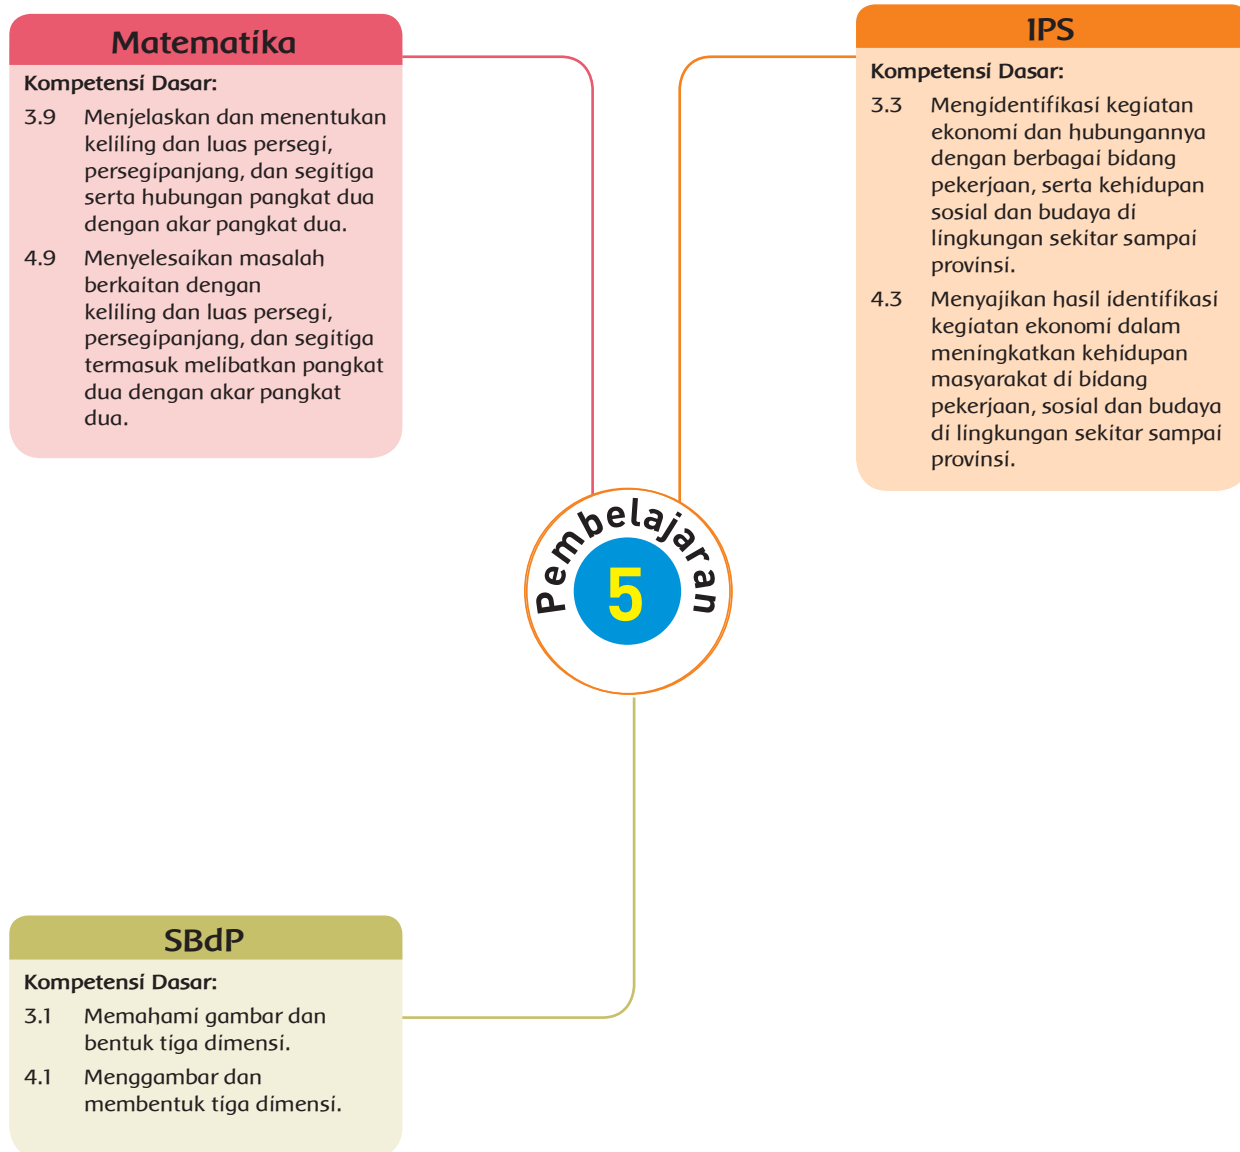 Matematika
Kompetensi Dasar:
3.9 Menjelaskan dan menentukan
keliling dan luas persegi,
persegipanjang, dan segitiga
serta hubungan pangkat dua
dengan akar pangkat dua.
4.9 Menyelesaikan masalah
berkaitan dengan
keliling dan luas persegi,
persegipanjang, dan segitiga
termasuk melibatkan pangkat
dua dengan akar pangkat
dua.
IPS
Kompetensi Dasar:
3.3 Mengidentifikasi kegiatan
ekonomi dan hubungannya
dengan berbagai bidang
pekerjaan, serta kehidupan
sosial dan budaya di
lingkungan sekitar sampai
provinsi.
4.3 Menyajikan hasil identifikasi
kegiatan ekonomi dalam
meningkatkan kehidupan
masyarakat di bidang
pekerjaan, sosial dan budaya
di lingkungan sekitar sampai
provinsi.
Pembelajaran
5
SBdP
Kompetensi Dasar:
3.1 Memahami gambar dan
bentuk tiga dimensi.
4.1 Menggambar dan
membentuk tiga dimensi.